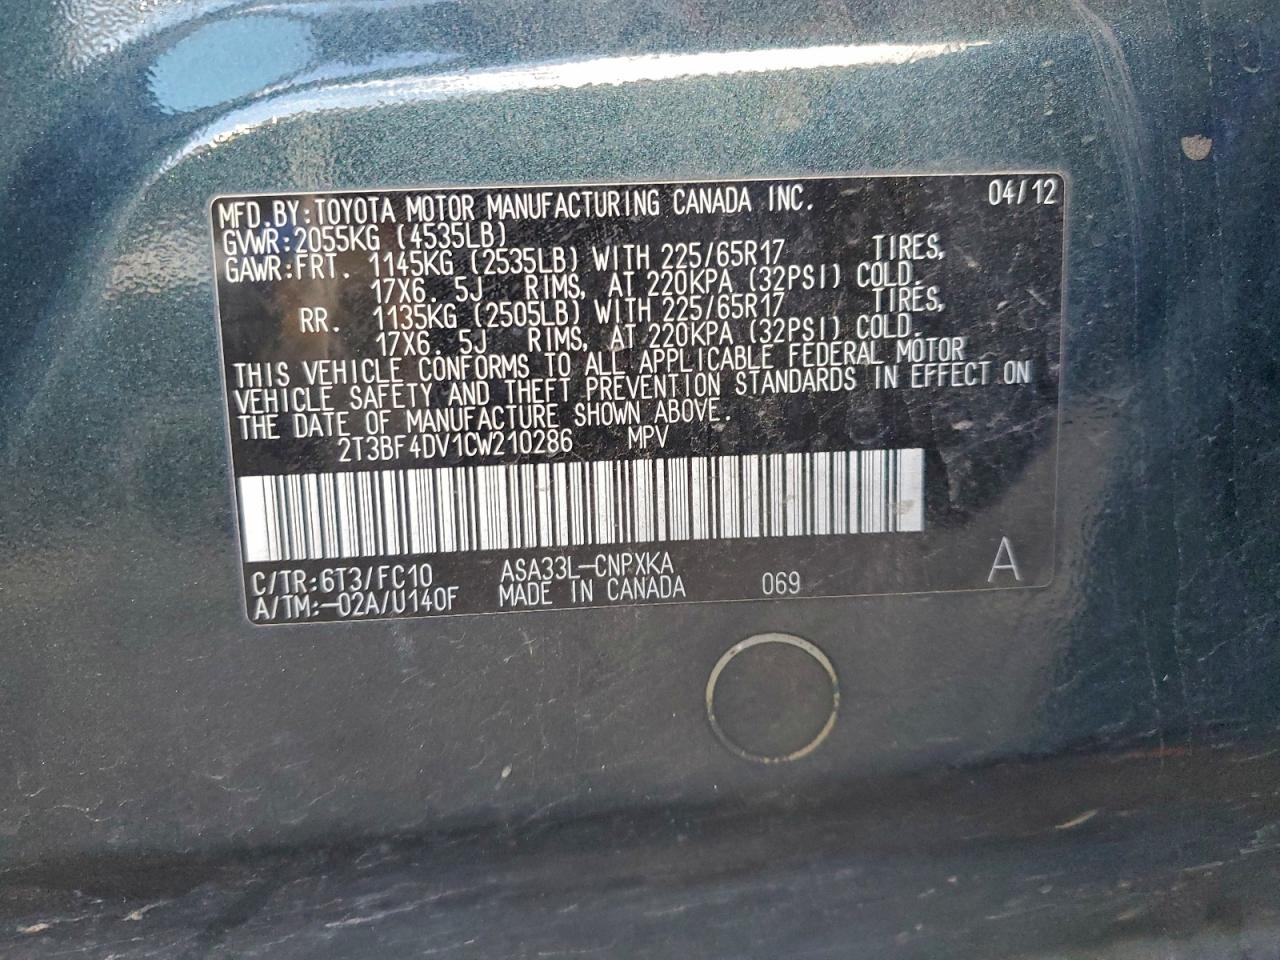 MFD.BY:TOYOTA MOTOR MANUFACTURING CANADA INC. 04/12
GVWR:2055KG (4535LB)
GAWR:FRT. 1145KG (2535LB) WITH 225/65R17 TIRES,
17X6.5J RIMS, AT 220KPA (32PSI) COLD.
RR. 1135KG (2505LB) WITH 225/65R17 TIRES,
17X6.5J RIMS, AT 220KPA (32PSI) COLD.
THIS VEHICLE CONFORMS TO ALL APPLICABLE FEDERAL MOTOR
VEHICLE SAFETY AND THEFT PREVENTION STANDARDS IN EFFECT ON
THE DATE OF MANUFACTURE SHOWN ABOVE.
2T3BF4DV1CW210286 MPV
C/TR:6T3/FC10 ASA33L-CNPXKA
A/TM:-02A/U140F MADE IN CANADA 069 A